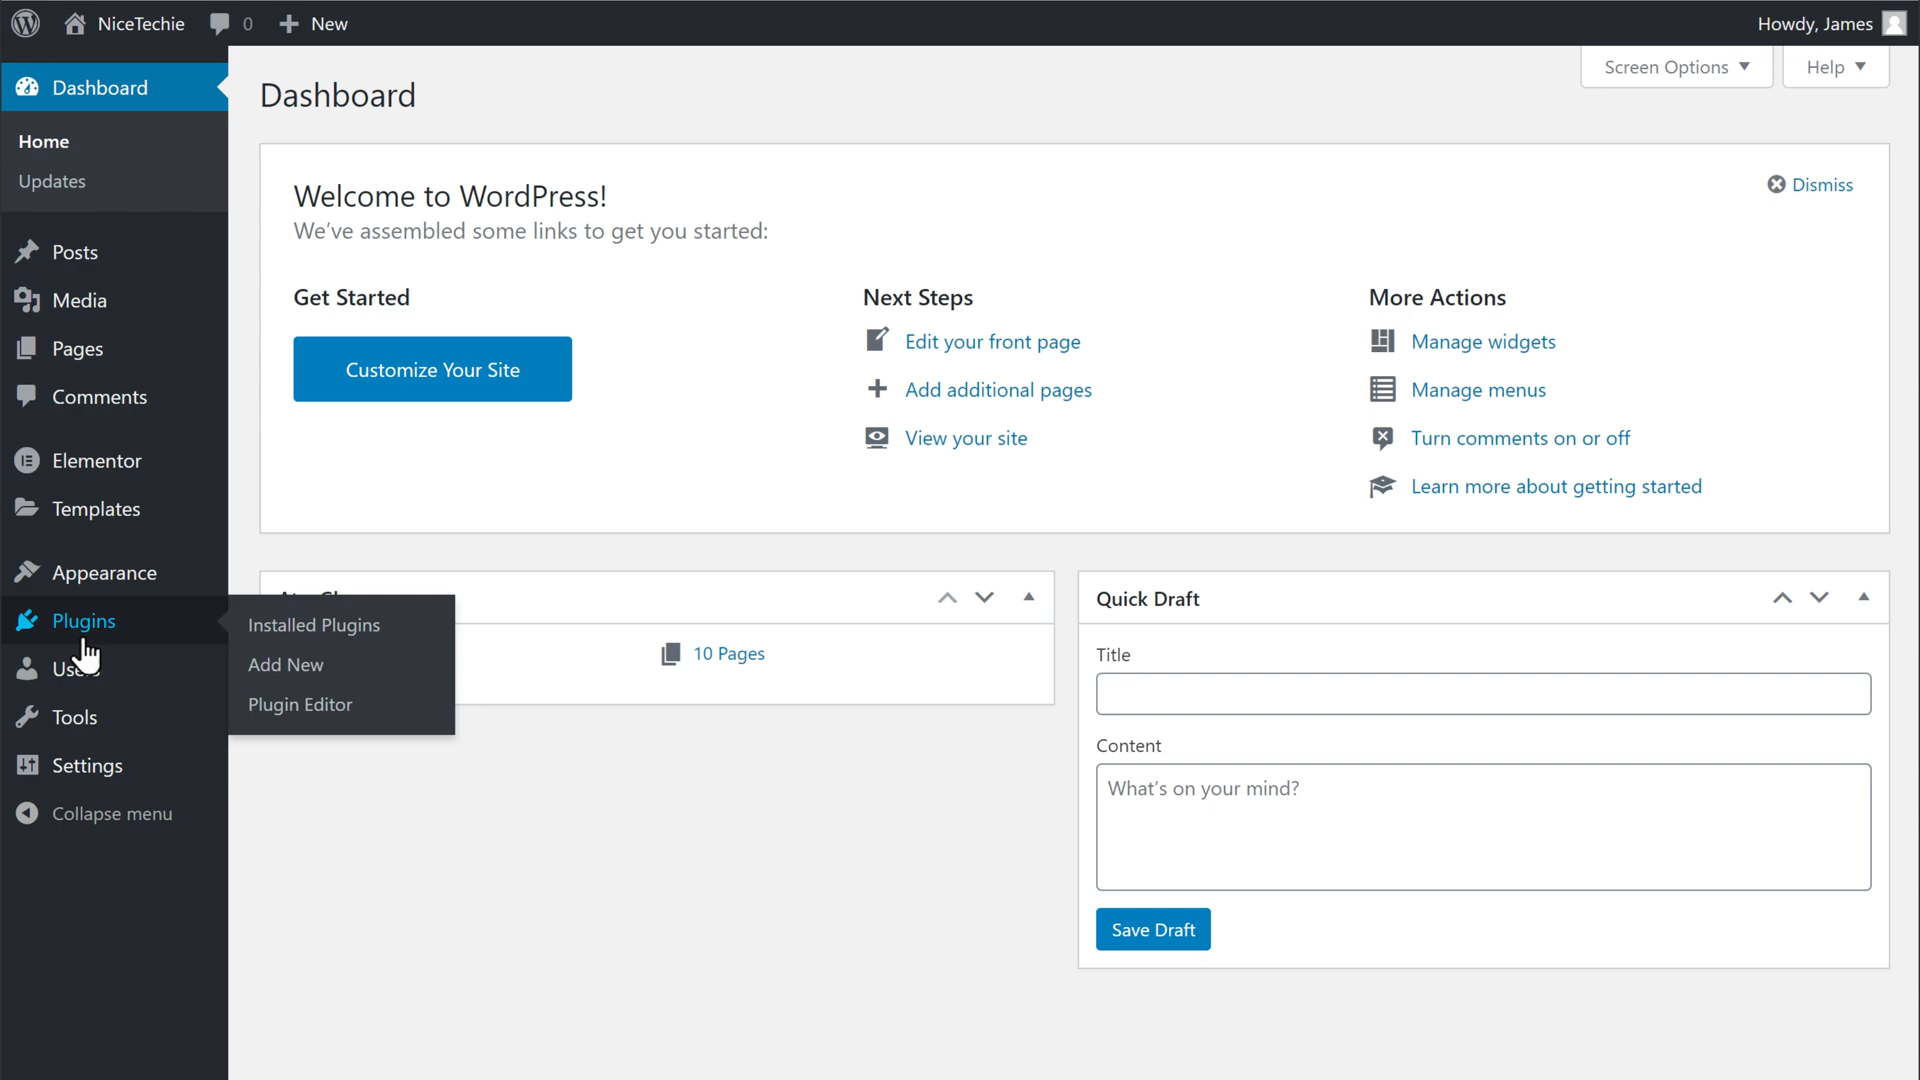 NiceTechie
0
New
Howdy, James
Screen Options
Help
Dashboard
Home
Updates
Posts
Media
Pages
Comments
Elementor
Templates
Appearance
Plugins
Tools
Settings
Collapse menu
Installed Plugins
Add New
Plugin Editor
Dashboard
Welcome to WordPress!
We've assembled some links to get you started:
Dismiss
Get Started
Customize Your Site
Next Steps
Edit your front page
Add additional pages
View your site
More Actions
Manage widgets
Manage menus
Turn comments on or off
Learn more about getting started
10 Pages
Quick Draft
Title
Content
What's on your mind?
Save Draft